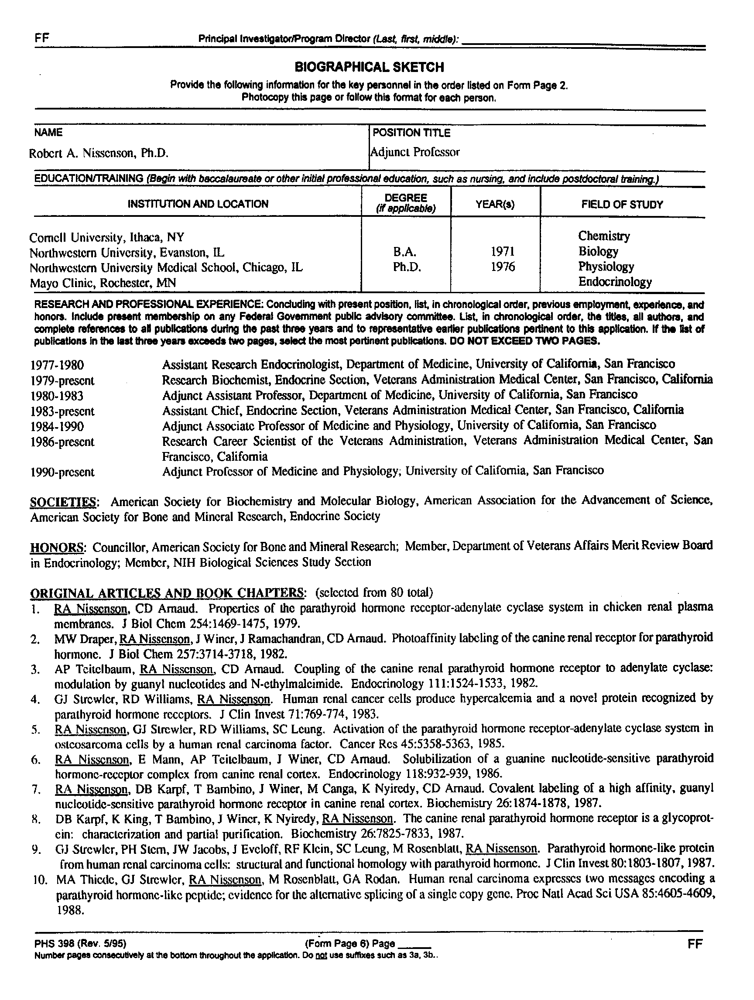 FF Principal Investigator/Program Director (Last, first, middle):
BIOGRAPHICAL SKETCH
Provide the following information for the key personnel in the order listed on Form Page 2.
Photocopy this page or follow this format for each person.
NAME POSITION TITLE
Robert A. Nissenson, Ph.D. Adjunct Professor
EDUCATION/TRAINING (Begin with baccalaureate or other initial professional education, such as nursing, and include postdoctoral training.)
INSTITUTION AND LOCATION DEGREE (if applicable) YEAR(s) FIELD OF STUDY
Cornell University, Ithaca, NY Chemistry
Northwestern University, Evanston, IL B.A. 1971 Biology
Northwestern University Medical School, Chicago, IL Ph.D. 1976 Physiology
Mayo Clinic, Rochester, MN Endocrinology
RESEARCH AND PROFESSIONAL EXPERIENCE: Concluding with present position, list, in chronological order, previous employment, experience, and
honors. Include present membership on any Federal Government public advisory committee. List, in chronological order, the titles, all authors, and
complete references to all publications during the past three years and to representative earlier publications pertinent to this application. If the list of
publications in the last three years exceeds two pages, select the most pertinent publications. DO NOT EXCEED TWO PAGES.
1977-1980 Assistant Research Endocrinologist, Department of Medicine, University of California, San Francisco
1979-present Research Biochemist, Endocrine Section, Veterans Administration Medical Center, San Francisco, California
1980-1983 Adjunct Assistant Professor, Department of Medicine, University of California, San Francisco
1983-present Assistant Chief, Endocrine Section, Veterans Administration Medical Center, San Francisco, California
1984-1990 Adjunct Associate Professor of Medicine and Physiology, University of California, San Francisco
1986-present Research Career Scientist of the Veterans Administration, Veterans Administration Medical Center, San
Francisco, California
1990-present Adjunct Professor of Medicine and Physiology; University of California, San Francisco
SOCIETIES: American Society for Biochemistry and Molecular Biology, American Association for the Advancement of Science,
American Society for Bone and Mineral Research, Endocrine Society
HONORS: Councillor, American Society for Bone and Mineral Research; Member, Department of Veterans Affairs Merit Review Board
in Endocrinology; Member, NIH Biological Sciences Study Section
ORIGINAL ARTICLES AND BOOK CHAPTERS: (selected from 80 total)
1. RA Nissenson, CD Arnaud. Properties of the parathyroid hormone receptor-adenylate cyclase system in chicken renal plasma
membranes. J Biol Chem 254:1469-1475, 1979.
2. MW Draper, RA Nissenson, J Winer, J Ramachandran, CD Arnaud. Photoaffinity labeling of the canine renal receptor for parathyroid
hormone. J Biol Chem 257:3714-3718, 1982.
3. AP Teitelbaum, RA Nissenson, CD Arnaud. Coupling of the canine renal parathyroid hormone receptor to adenylate cyclase:
modulation by guanyl nucleotides and N-ethylmaleimide. Endocrinology 111:1524-1533, 1982.
4. GJ Strewler, RD Williams, RA Nissenson. Human renal cancer cells produce hypercalcemia and a novel protein recognized by
parathyroid hormone receptors. J Clin Invest 71:769-774, 1983.
5. RA Nissenson, GJ Strewler, RD Williams, SC Leung. Activation of the parathyroid hormone receptor-adenylate cyclase system in
osteosarcoma cells by a human renal carcinoma factor. Cancer Res 45:5358-5363, 1985.
6. RA Nissenson, E Mann, AP Teitelbaum, J Winer, CD Arnaud. Solubilization of a guanine nucleotide-sensitive parathyroid
hormone-receptor complex from canine renal cortex. Endocrinology 118:932-939, 1986.
7. RA Nissenson, DB Karpf, T Bambino, J Winer, M Canga, K Nyiredy, CD Arnaud. Covalent labeling of a high affinity, guanyl
nucleotide-sensitive parathyroid hormone receptor in canine renal cortex. Biochemistry 26:1874-1878, 1987.
8. DB Karpf, K King, T Bambino, J Winer, K Nyiredy, RA Nissenson. The canine renal parathyroid hormone receptor is a glycoprot-
ein: characterization and partial purification. Biochemistry 26:7825-7833, 1987.
9. GJ Strewler, PH Stern, JW Jacobs, J Eveloff, RF Klein, SC Leung, M Rosenblatt, RA Nissenson. Parathyroid hormone-like protein
from human renal carcinoma cells: structural and functional homology with parathyroid hormone. J Clin Invest 80:1803-1807, 1987.
10. MA Thiede, GJ Strewler, RA Nissenson, M Rosenblatt, GA Rodan. Human renal carcinoma expresses two messages encoding a
parathyroid hormone-like peptide; evidence for the alternative splicing of a single copy gene. Proc Natl Acad Sci USA 85:4605-4609,
1988.
PHS 398 (Rev. 5/95) (Form Page 6) Page FF
Number pages consecutively at the bottom throughout the application. Do not use suffixes such as 3a, 3b..